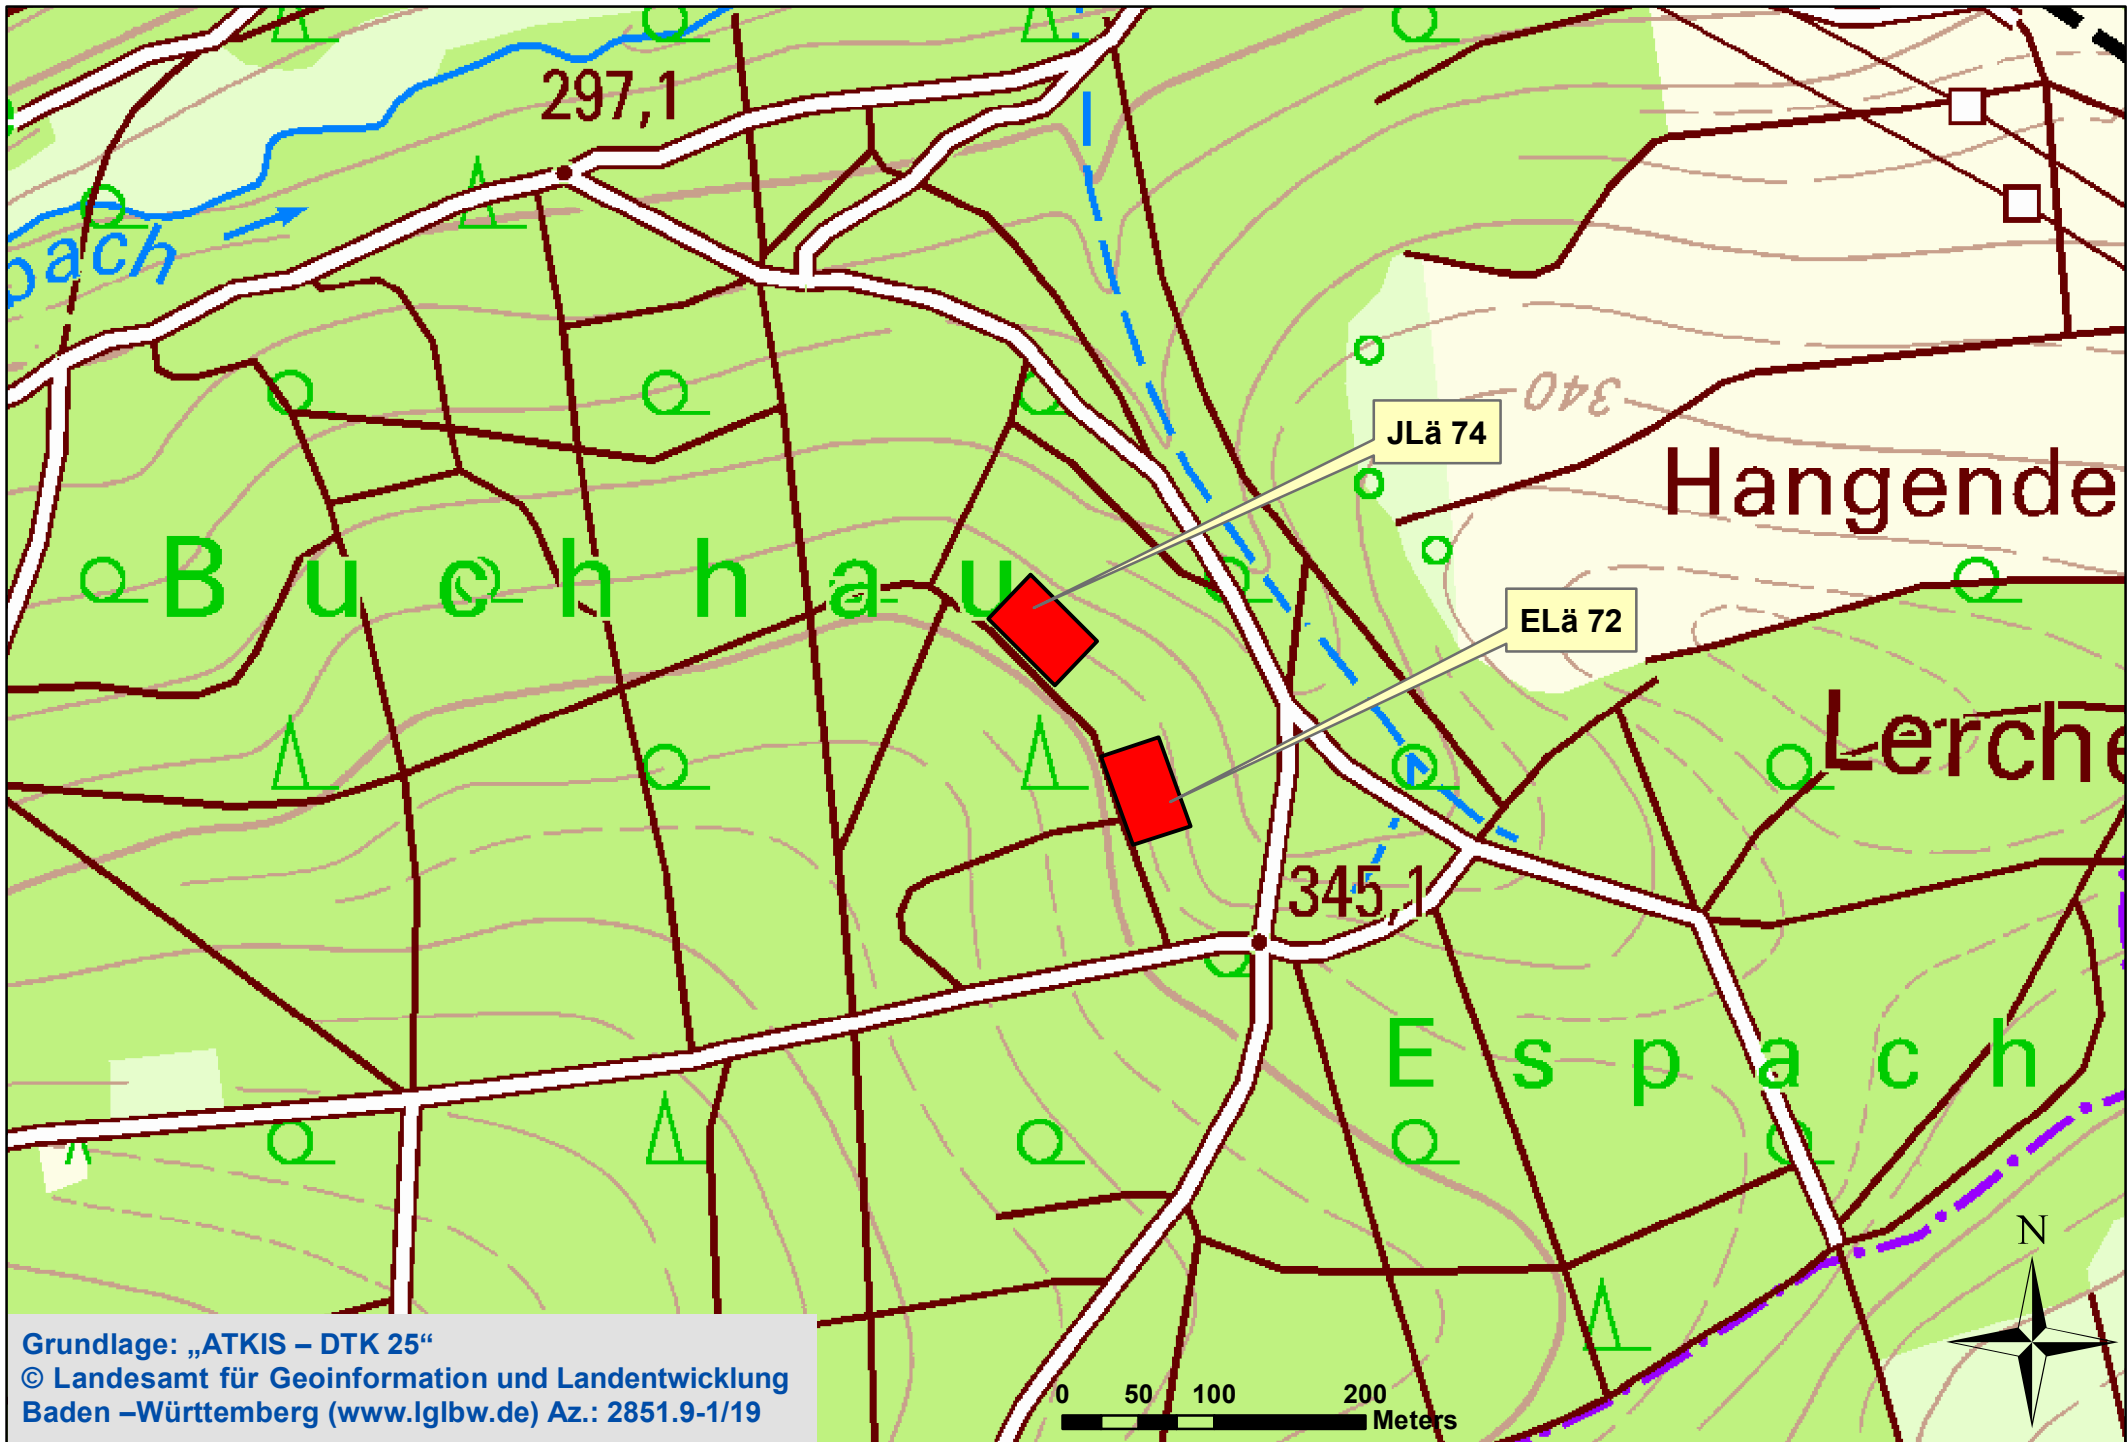 297,1
bach
340
JLä 74
Hangende
Buchhau
ELä 72
Lerche
345,1
Espach
N
Grundlage: „ATKIS – DTK 25“
© Landesamt für Geoinformation und Landentwicklung
Baden –Württemberg (www.lglbw.de) Az.: 2851.9-1/19
0 50 100 200
Meters